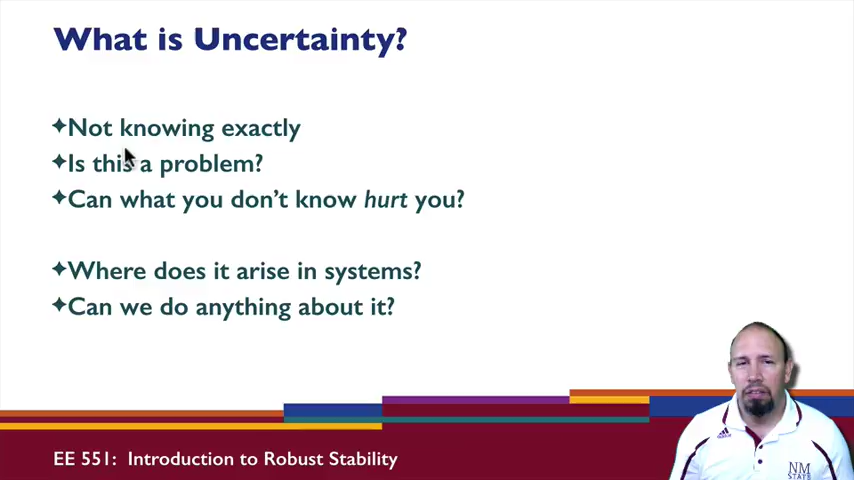 What is Uncertainty?
✦Not knowing exactly
✦Is this a problem?
✦Can what you don't know hurt you?
✦Where does it arise in systems?
✦Can we do anything about it?
EE 551: Introduction to Robust Stability
adidas
NM
STATE